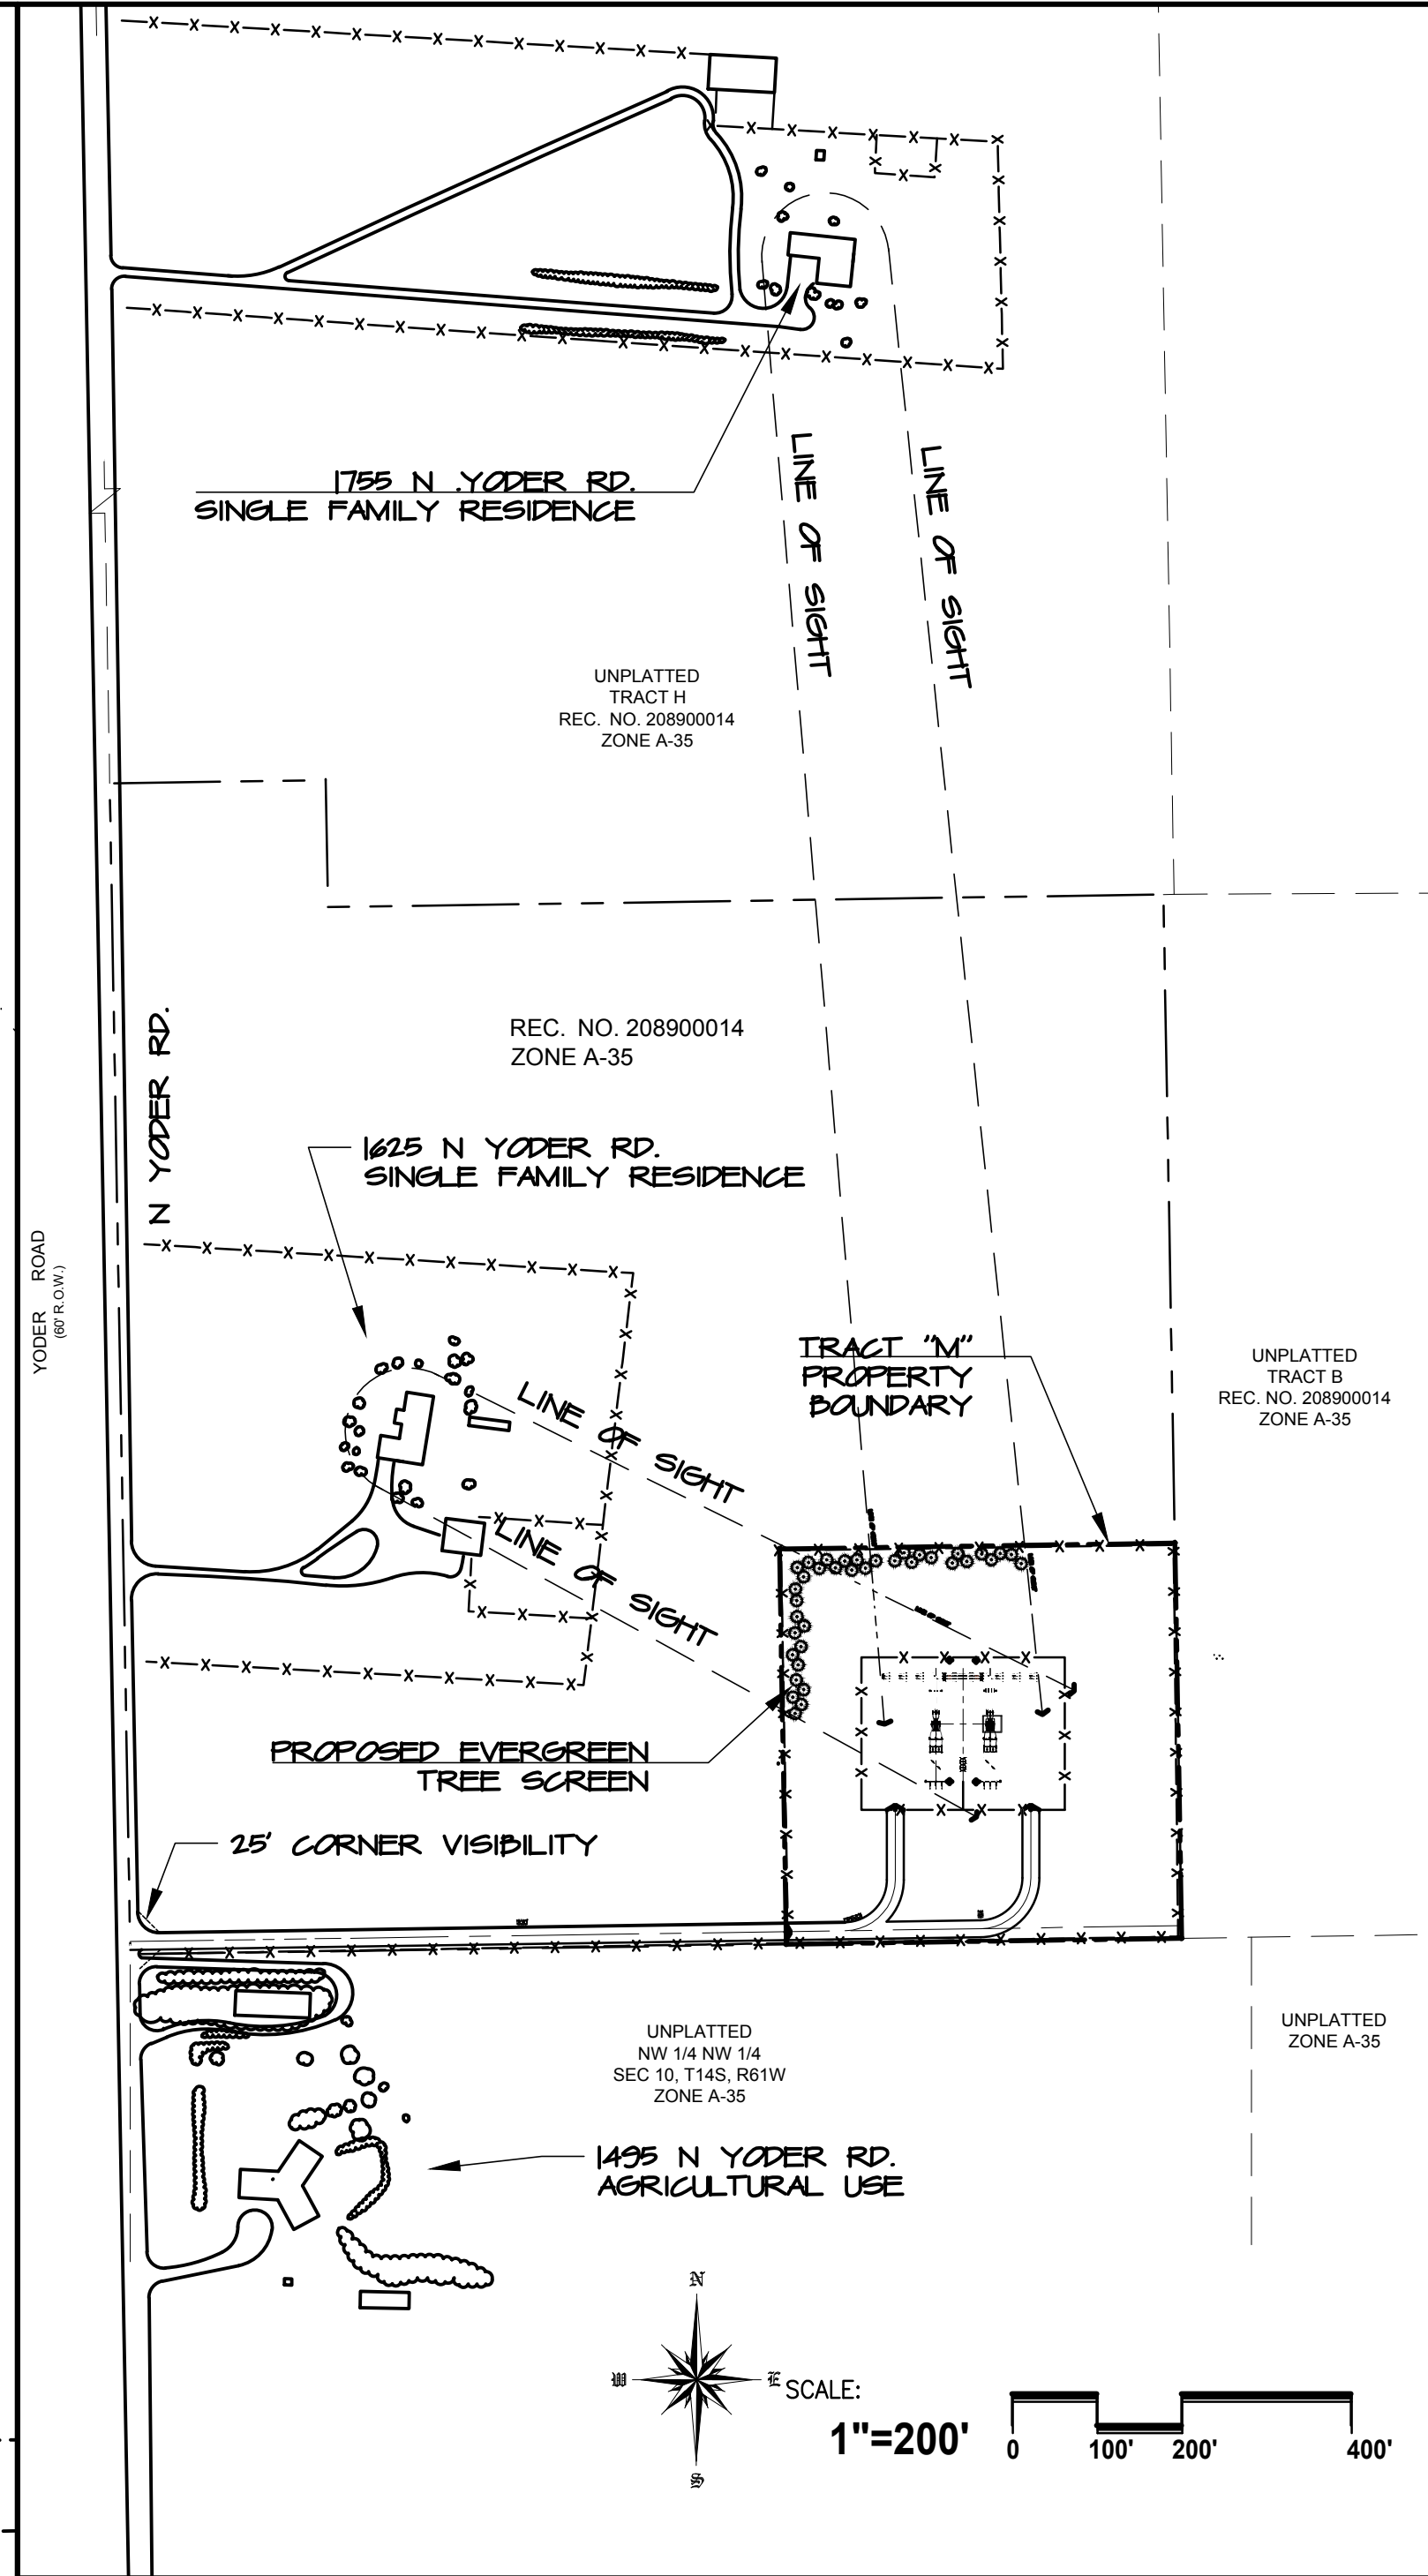 1755 N .YODER RD.
SINGLE FAMILY RESIDENCE
LINE OF SIGHT
LINE OF SIGHT
UNPLATTED
TRACT H
REC. NO. 208900014
ZONE A-35
N YODER RD.
REC. NO. 208900014
ZONE A-35
1625 N YODER RD.
SINGLE FAMILY RESIDENCE
YODER ROAD
(60' R.O.W.)
TRACT "M"
PROPERTY
BOUNDARY
UNPLATTED
TRACT B
REC. NO. 208900014
ZONE A-35
LINE OF SIGHT
LINE OF SIGHT
PROPOSED EVERGREEN
TREE SCREEN
25' CORNER VISIBILITY
UNPLATTED
NW 1/4 NW 1/4
SEC 10, T14S, R61W
ZONE A-35
UNPLATTED
ZONE A-35
1495 N YODER RD.
AGRICULTURAL USE
N
W
E
S
SCALE:
1"=200'
0 100' 200' 400'